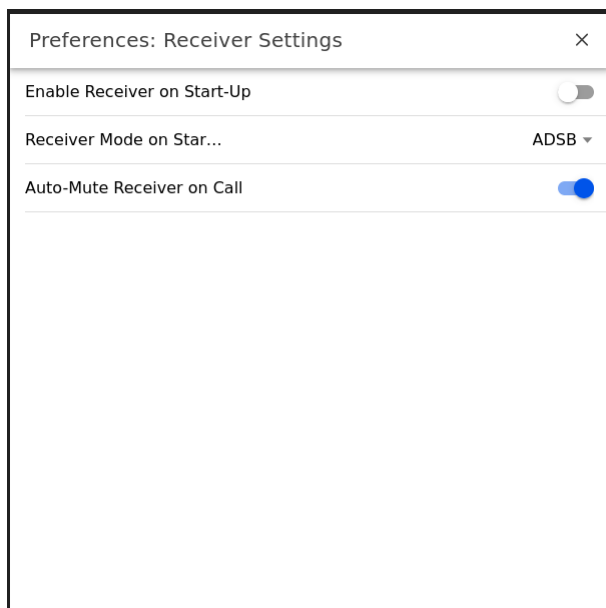 Preferences: Receiver Settings
Enable Receiver on Start-Up
Receiver Mode on Star… ADSB
Auto-Mute Receiver on Call